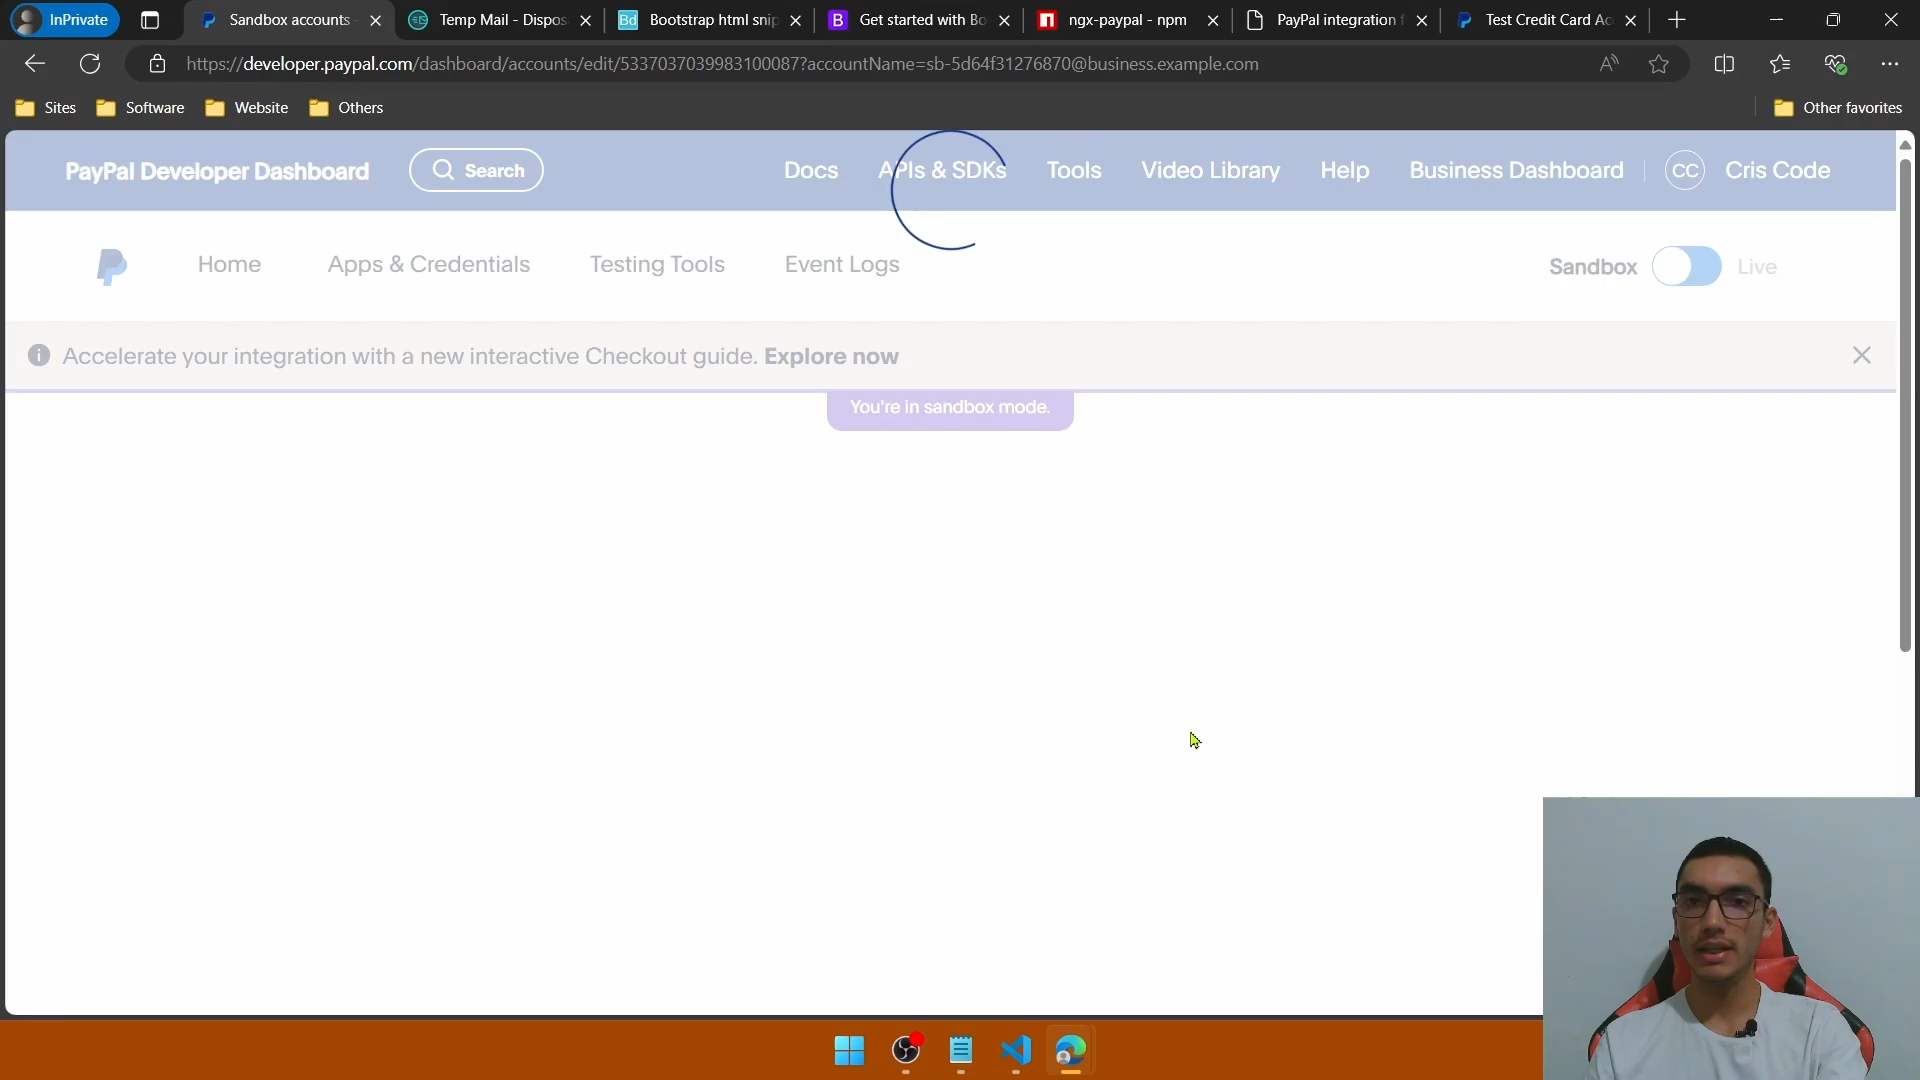 InPrivate
Sandbox accounts -
Temp Mail - Dispos
Bootstrap html snip
Get started with Bo
ngx-paypal - npm
PayPal integration f
Test Credit Card Ac
https://developer.paypal.com/dashboard/accounts/edit/5337037039983100087?accountName=sb-5d64f31276870@business.example.com
Sites
Software
Website
Others
Other favorites
PayPal Developer Dashboard
Search
Docs
APIs & SDKs
Tools
Video Library
Help
Business Dashboard
CC
Cris Code
Home
Apps & Credentials
Testing Tools
Event Logs
Sandbox
Live
Accelerate your integration with a new interactive Checkout guide. Explore now
You're in sandbox mode.